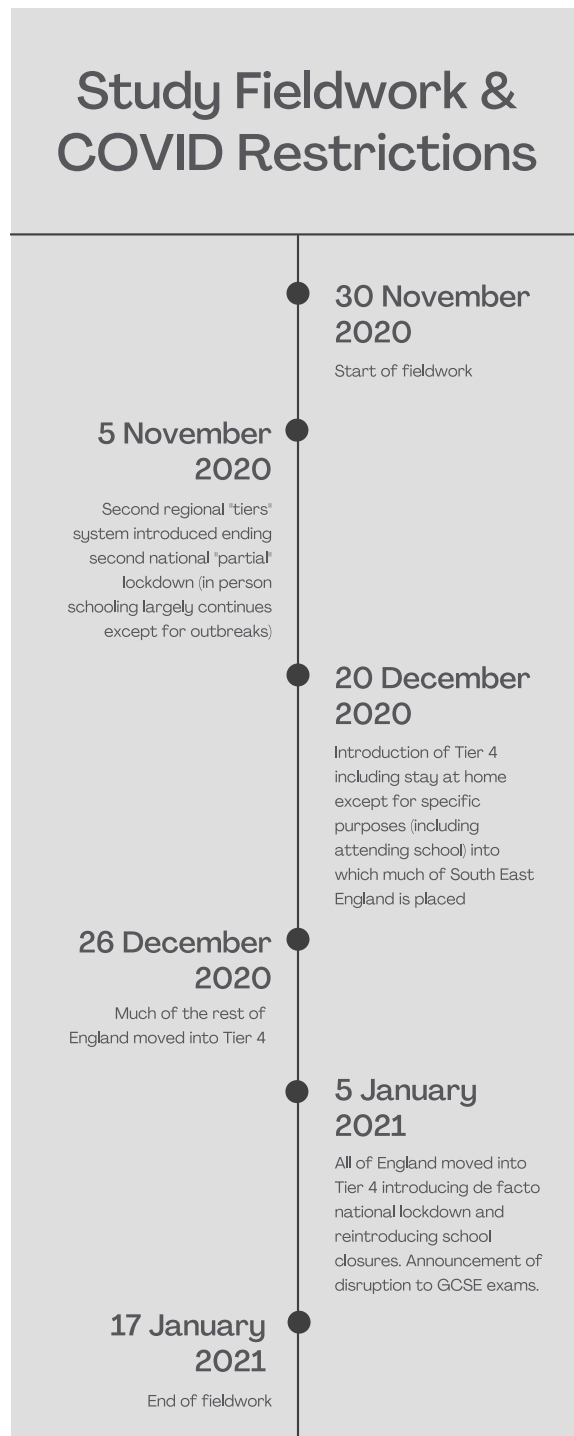 Study Fieldwork &
COVID Restrictions
30 November
2020
Start of fieldwork
5 November
2020
Second regional "tiers"
system introduced ending
second national "partial"
lockdown (in person
schooling largely continues
except for outbreaks)
20 December
2020
Introduction of Tier 4
including stay at home
except for specific
purposes (including
attending school) into
which much of South East
England is placed
26 December
2020
Much of the rest of
England moved into Tier 4
5 January
2021
All of England moved into
Tier 4 introducing de facto
national lockdown and
reintroducing school
closures. Announcement of
disruption to GCSE exams.
17 January
2021
End of fieldwork